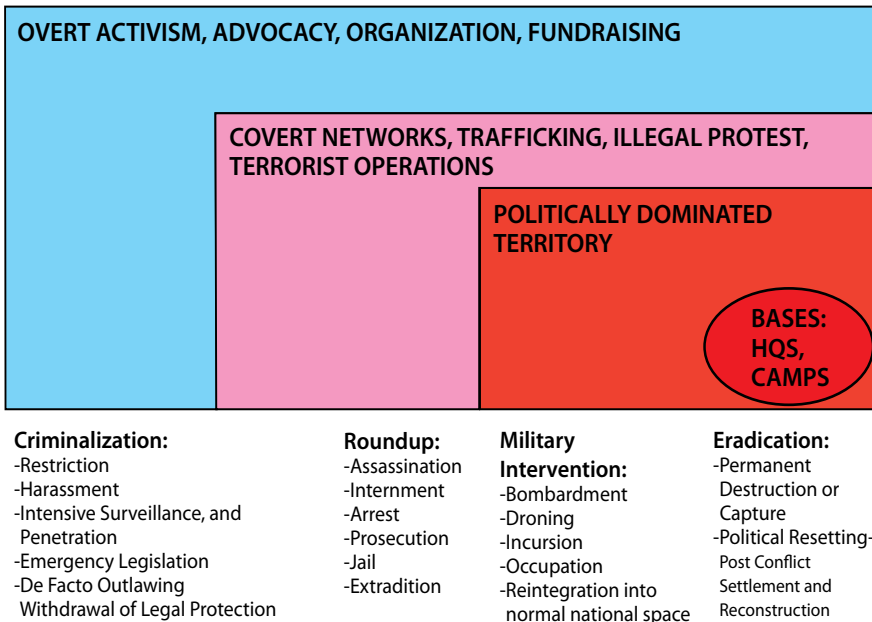 OVERT ACTIVISM, ADVOCACY, ORGANIZATION, FUNDRAISING
COVERT NETWORKS, TRAFFICKING, ILLEGAL PROTEST,
TERRORIST OPERATIONS
POLITICALLY DOMINATED
TERRITORY
BASES:
HQS,
CAMPS
Criminalization:
-Restriction
-Harassment
-Intensive Surveillance, and
Penetration
-Emergency Legislation
-De Facto Outlawing
Withdrawal of Legal Protection
Roundup:
-Assassination
-Internment
-Arrest
-Prosecution
-Jail
-Extradition
Military
Intervention:
-Bombardment
-Droning
-Incursion
-Occupation
-Reintegration into
normal national space
Eradication:
-Permanent
Destruction or
Capture
-Political Resetting-
Post Conflict
Settlement and
Reconstruction